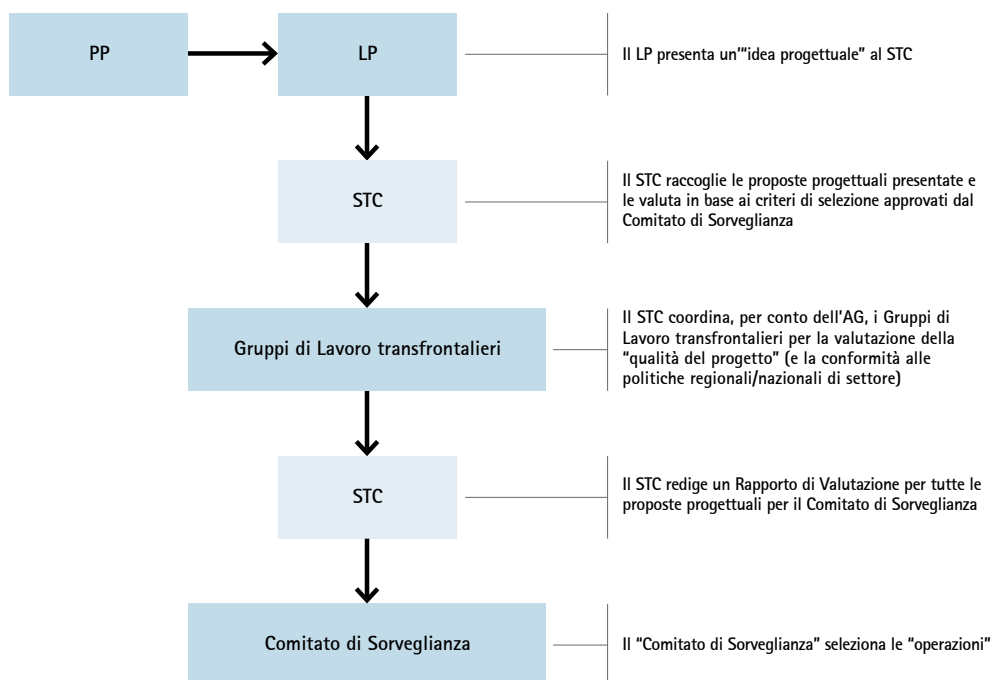 PP
LP
Il LP presenta un'"idea progettuale" al STC
STC
Il STC raccoglie le proposte progettuali presentate e
le valuta in base ai criteri di selezione approvati dal
Comitato di Sorveglianza
Gruppi di Lavoro transfrontalieri
Il STC coordina, per conto dell'AG, i Gruppi di
Lavoro transfrontalieri per la valutazione della
"qualità del progetto" (e la conformità alle
politiche regionali/nazionali di settore)
STC
Il STC redige un Rapporto di Valutazione per tutte le
proposte progettuali per il Comitato di Sorveglianza
Comitato di Sorveglianza
Il "Comitato di Sorveglianza" seleziona le "operazioni"